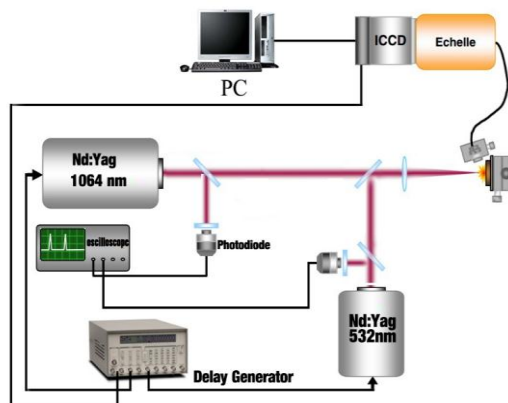 ICCD
Echelle
PC
Nd:Yag
1064 nm
oscilloscope
Photodiode
Nd:Yag
532nm
Delay Generator